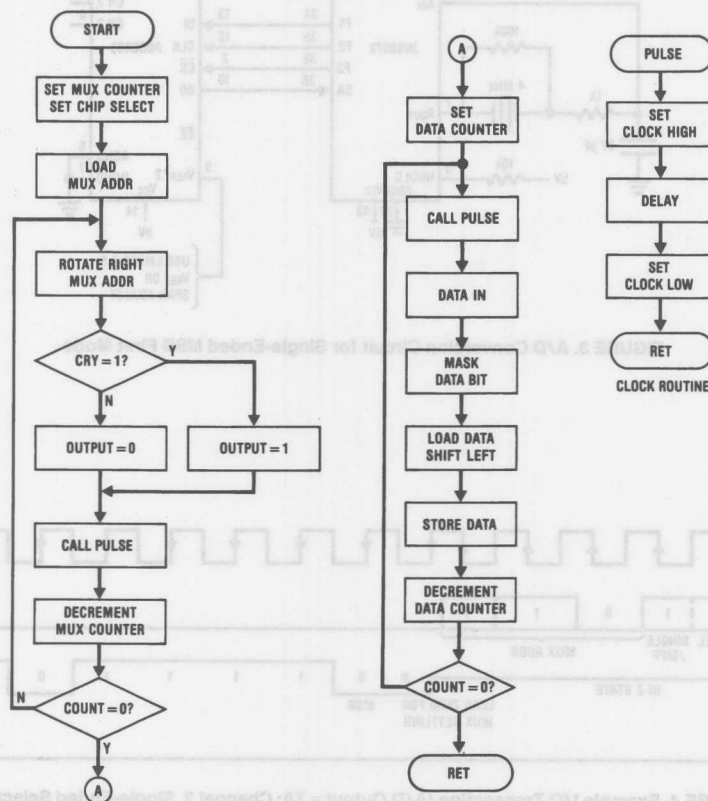 START
SET MUX COUNTER
SET CHIP SELECT
LOAD
MUX ADDR
ROTATE RIGHT
MUX ADDR
CRY = 1?
Y
N
OUTPUT = 0
OUTPUT = 1
CALL PULSE
DECREMENT
MUX COUNTER
N
COUNT = 0?
Y
A
A
SET
DATA COUNTER
CALL PULSE
DATA IN
MASK
DATA BIT
LOAD DATA
SHIFT LEFT
STORE DATA
DECREMENT
DATA COUNTER
COUNT = 0?
RET
PULSE
SET
CLOCK HIGH
DELAY
SET
CLOCK LOW
RET
CLOCK ROUTINE